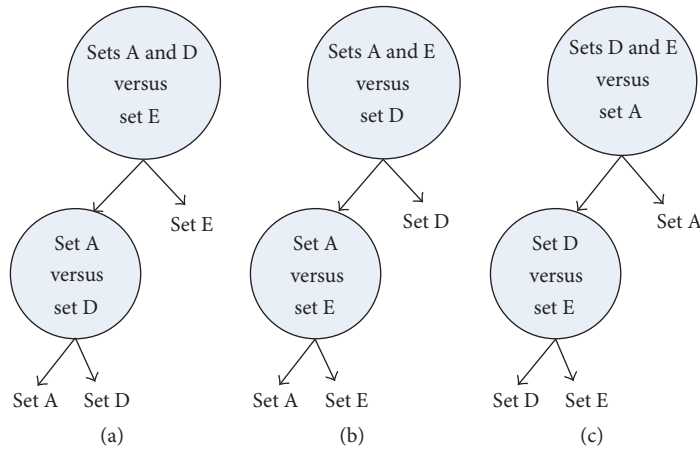 Sets A and D
versus
set E
Set E
Set A
versus
set D
Set A
Set D
(a)
Sets A and E
versus
set D
Set D
Set A
versus
set E
Set A
Set E
(b)
Sets D and E
versus
set A
Set A
Set D
versus
set E
Set D
Set E
(c)